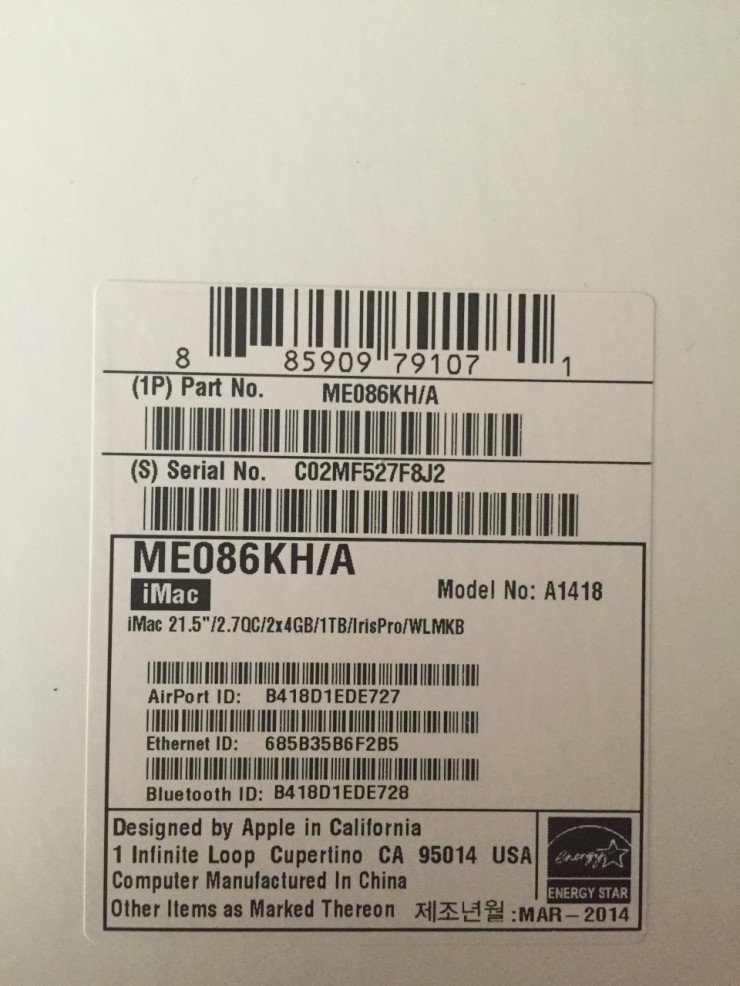 8 85909 79107 1
(1P) Part No. ME086KH/A
(S) Serial No. C02MF527F8J2
ME086KH/A
iMac
Model No: A1418
iMac 21.5"/2.7QC/2x4GB/1TB/IrisPro/WLMKB
AirPort ID: B418D1EDE727
Ethernet ID: 685B35B6F2B5
Bluetooth ID: B418D1EDE728
Designed by Apple in California
1 Infinite Loop Cupertino CA 95014 USA
Computer Manufactured In China
Other Items as Marked Thereon 제조년월:MAR-2014
energy
ENERGY STAR